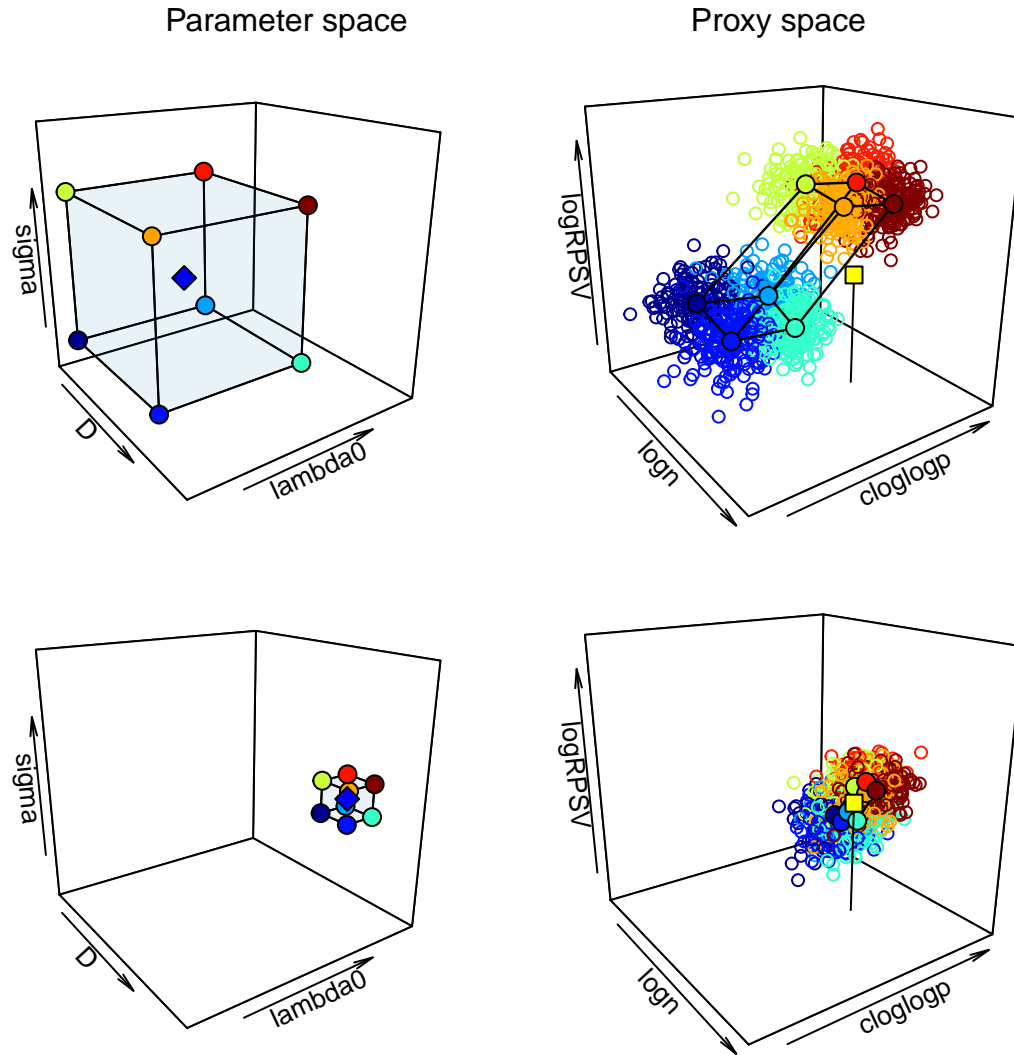 Parameter space
Proxy space
sigma
D
lambda0
logRPSV
logn
cloglogp
sigma
D
lambda0
logRPSV
logn
cloglogp